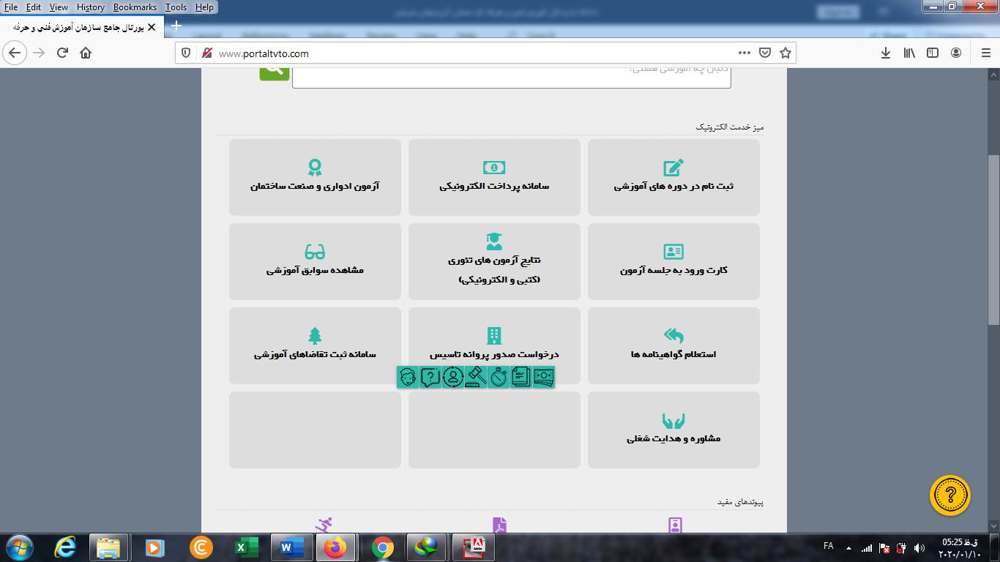 File Edit View History Bookmarks Tools Help
پورتال جامع سازمان آموزش فني و حرفه ا
www.portaltvto.com
دنبال چه آموزشی هستی؟
میز خدمت الکترونیک
ثبت نام در دوره های آموزشی
سامانه پرداخت الکترونیکی
آزمون ادواری و صنعت ساختمان
کارت ورود به جلسه آزمون
نتایج آزمون های تئوری
(کتبی و الکترونیکی)
مشاهده سوابق آموزشی
استعلام گواهینامه ها
درخواست صدور پروانه تاسیس
سامانه ثبت تقاضاهای آموزشی
مشاوره و هدایت شغلی
پیوندهای مفید
FA
05:25 ق.ظ
۲۰۲۰/۰۱/۱۰